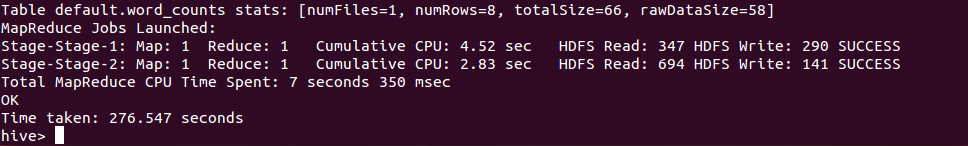 Table default.word_counts stats: [numFiles=1, numRows=8, totalSize=66, rawDataSize=58]
MapReduce Jobs Launched:
Stage-Stage-1: Map: 1  Reduce: 1   Cumulative CPU: 4.52 sec   HDFS Read: 347 HDFS Write: 290 SUCCESS
Stage-Stage-2: Map: 1  Reduce: 1   Cumulative CPU: 2.83 sec   HDFS Read: 694 HDFS Write: 141 SUCCESS
Total MapReduce CPU Time Spent: 7 seconds 350 msec
OK
Time taken: 276.547 seconds
hive>